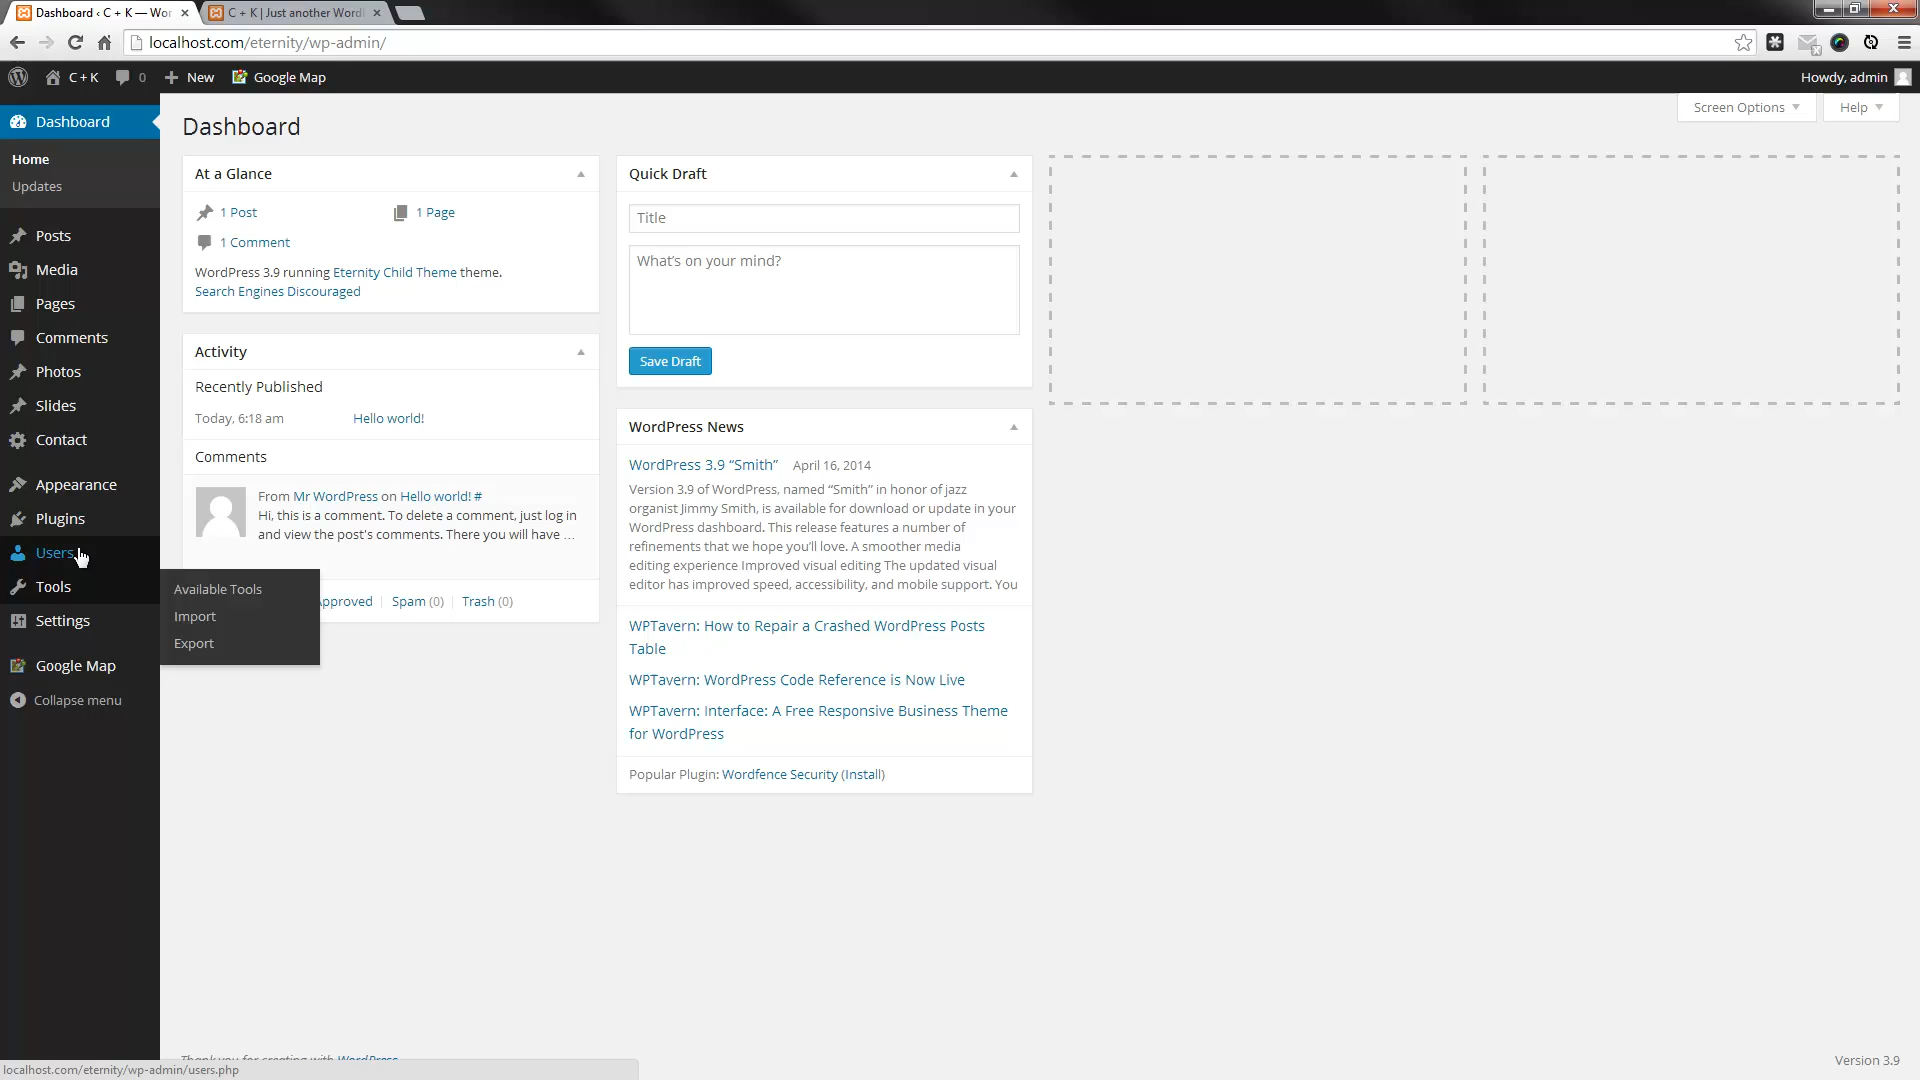 Dashboard ‹ C + K — Wor
C + K | Just another Word
localhost.com/eternity/wp-admin/
C + K
0
New
Google Map
Howdy, admin
Dashboard
Home
Updates
Posts
Media
Pages
Comments
Photos
Slides
Contact
Appearance
Plugins
Users
Tools
Settings
Google Map
Collapse menu
Available Tools
Import
Export
Screen Options
Help
Dashboard
At a Glance
1 Post
1 Page
1 Comment
WordPress 3.9 running Eternity Child Theme theme.
Search Engines Discouraged
Activity
Recently Published
Today, 6:18 am
Hello world!
Comments
From Mr WordPress on Hello world! #
Hi, this is a comment. To delete a comment, just log in
and view the post's comments. There you will have …
Approved | Spam (0) | Trash (0)
Quick Draft
Title
What's on your mind?
Save Draft
WordPress News
WordPress 3.9 “Smith” April 16, 2014
Version 3.9 of WordPress, named “Smith” in honor of jazz
organist Jimmy Smith, is available for download or update in your
WordPress dashboard. This release features a number of
refinements that we hope you'll love. A smoother media
editing experience Improved visual editing The updated visual
editor has improved speed, accessibility, and mobile support. You
WPTavern: How to Repair a Crashed WordPress Posts
Table
WPTavern: WordPress Code Reference is Now Live
WPTavern: Interface: A Free Responsive Business Theme
for WordPress
Popular Plugin: Wordfence Security (Install)
Thank you for creating with WordPress
Version 3.9
localhost.com/eternity/wp-admin/users.php